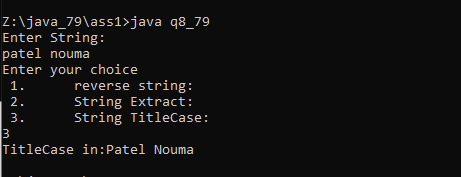 Z:\java_79\ass1>java q8_79
Enter String:
patel nouma
Enter your choice
1.      reverse string:
2.      String Extract:
3.      String TitleCase:
3
TitleCase in:Patel Nouma